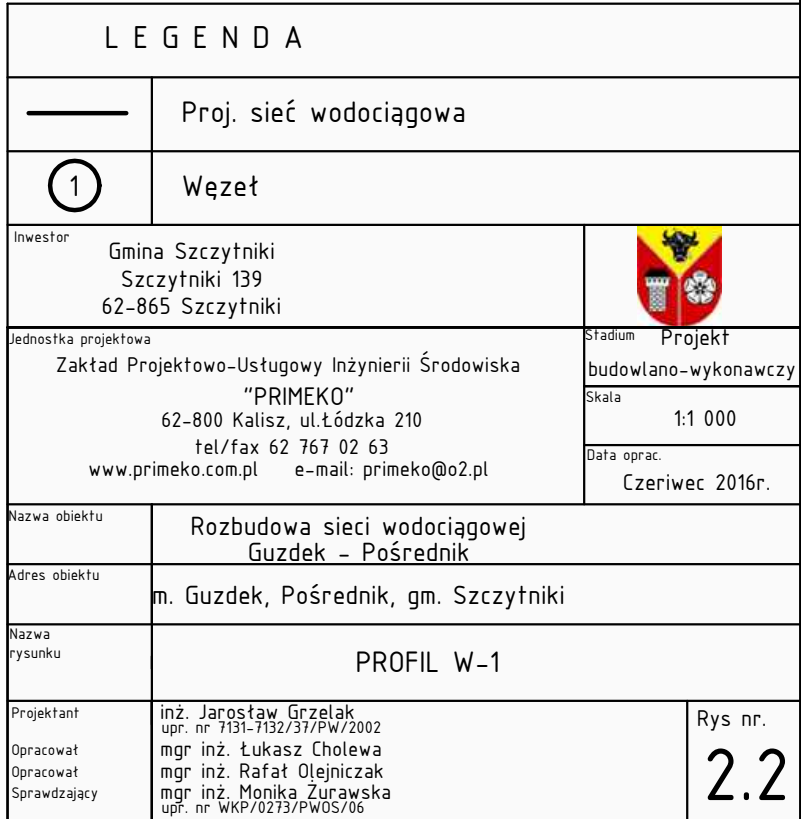 LEGENDA
Proj. sieć wodociągowa
1
Węzeł
Inwestor
Gmina Szczytniki
Szczytniki 139
62-865 Szczytniki
Jednostka projektowa
Zakład Projektowo-Usługowy Inżynierii Środowiska
"PRIMEKO"
62-800 Kalisz, ul.Łódzka 210
tel/fax 62 767 02 63
www.primeko.com.pl e-mail: primeko@o2.pl
Stadium Projekt
budowlano-wykonawczy
Skala
1:1 000
Data oprac.
Czeriwec 2016r.
Nazwa obiektu
Rozbudowa sieci wodociągowej
Guzdek - Pośrednik
Adres obiektu
m. Guzdek, Pośrednik, gm. Szczytniki
Nazwa
rysunku
PROFIL W-1
Projektant inż. Jarosław Grzelak
upr. nr 7131-7132/37/PW/2002
Opracował mgr inż. Łukasz Cholewa
Opracował mgr inż. Rafał Olejniczak
Sprawdzający mgr inż. Monika Żurawska
upr. nr WKP/0273/PWOS/06
Rys nr.
2.2